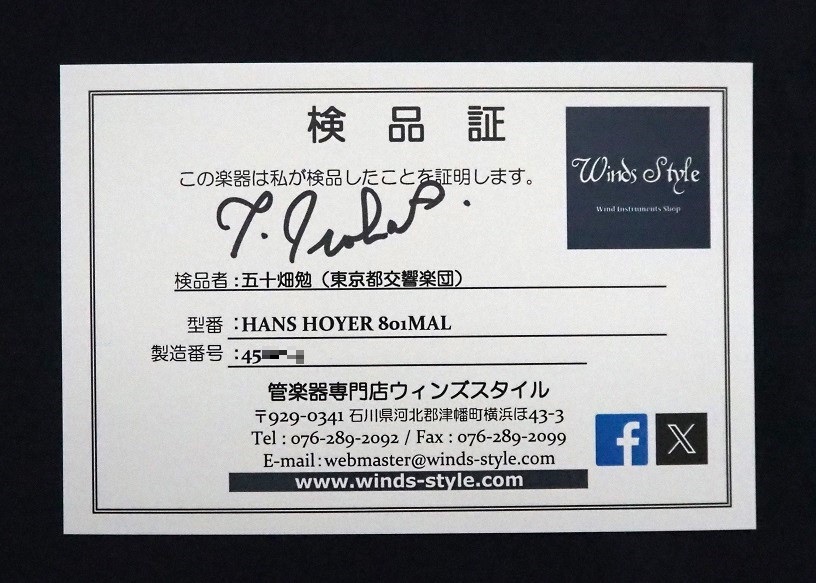 検品証
Winds Style
Wind Instruments Shop
この楽器は私が検品したことを証明します。
検品者:五十畑勉（東京都交響楽団）
型番:HANS HOYER 801MAL
製造番号:45
管楽器専門店ウィンズスタイル
〒929-0341 石川県河北郡津幡町横浜ほ43-3
Tel : 076-289-2092 / Fax : 076-289-2099
E-mail:webmaster@winds-style.com
www.winds-style.com